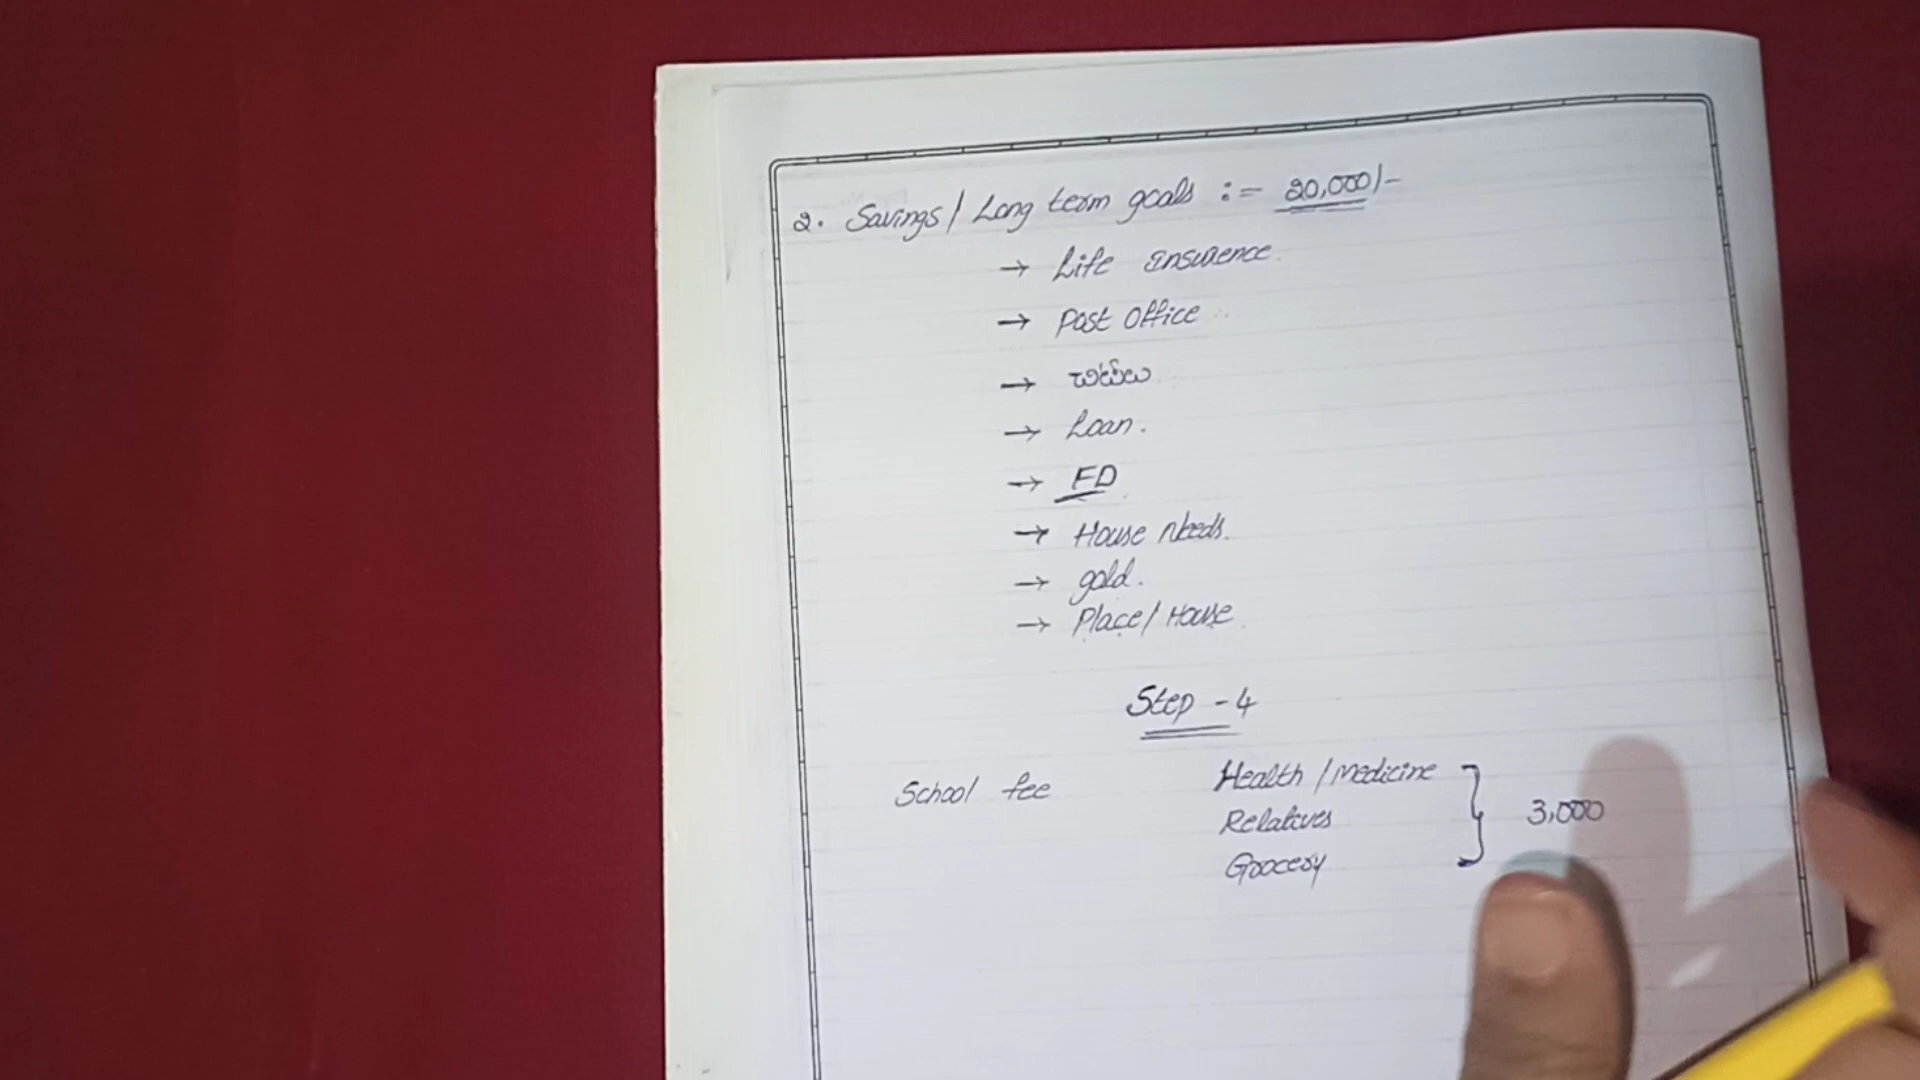 2. Savings / Long term goals :- 20,000/-
→ Life Insurence.
→ Post Office
→ చిట్టీలు
→ Loan.
→ FD
→ House Needs.
→ gold.
→ Place / House.
Step - 4
School fee
Health / Medicine
Relatives
Grocery
3,000